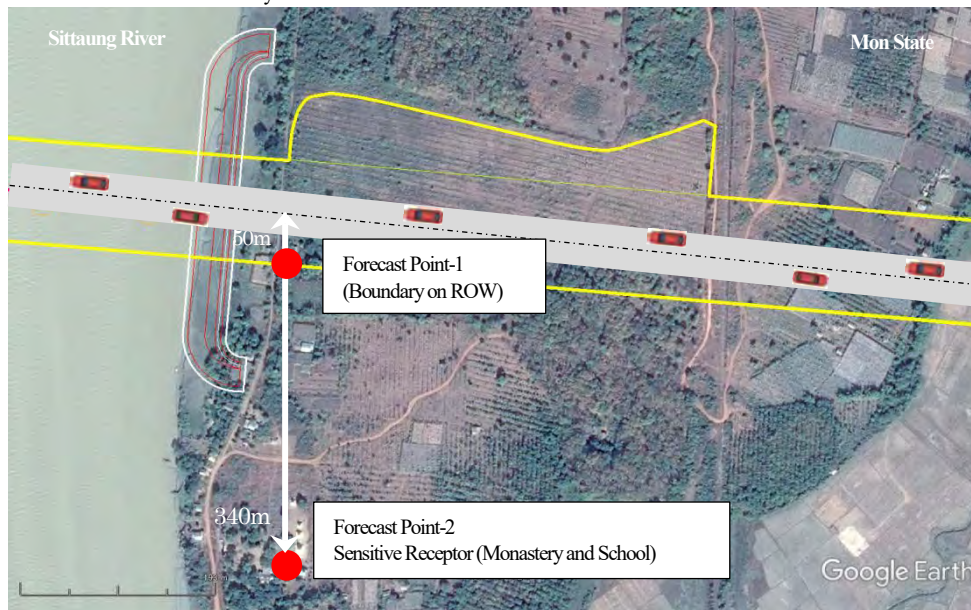 Sittaung River
Mon State
50m
Forecast Point-1
(Boundary on ROW)
340m
Forecast Point-2
Sensitive Receptor (Monastery and School)
Google Earth